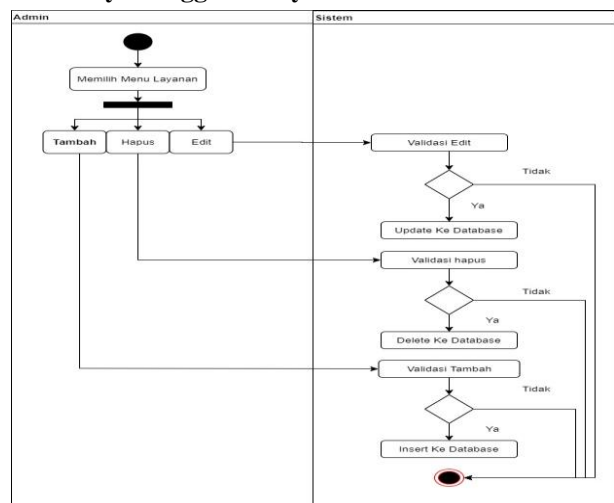 Admin
Sistem
Memilih Menu Layanan
Tambah
Hapus
Edit
Validasi Edit
Tidak
Ya
Update Ke Database
Validasi hapus
Tidak
Ya
Delete Ke Database
Validasi Tambah
Tidak
Ya
Insert Ke Database